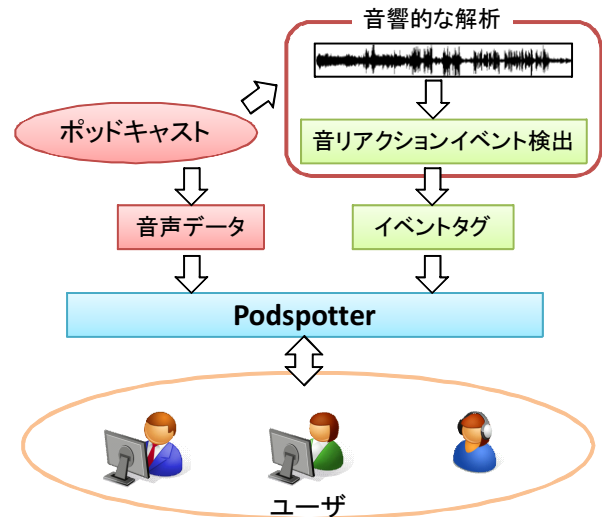 音響的な解析
ポッドキャスト
音リアクションイベント検出
音声データ
イベントタグ
Podspotter
ユーザ